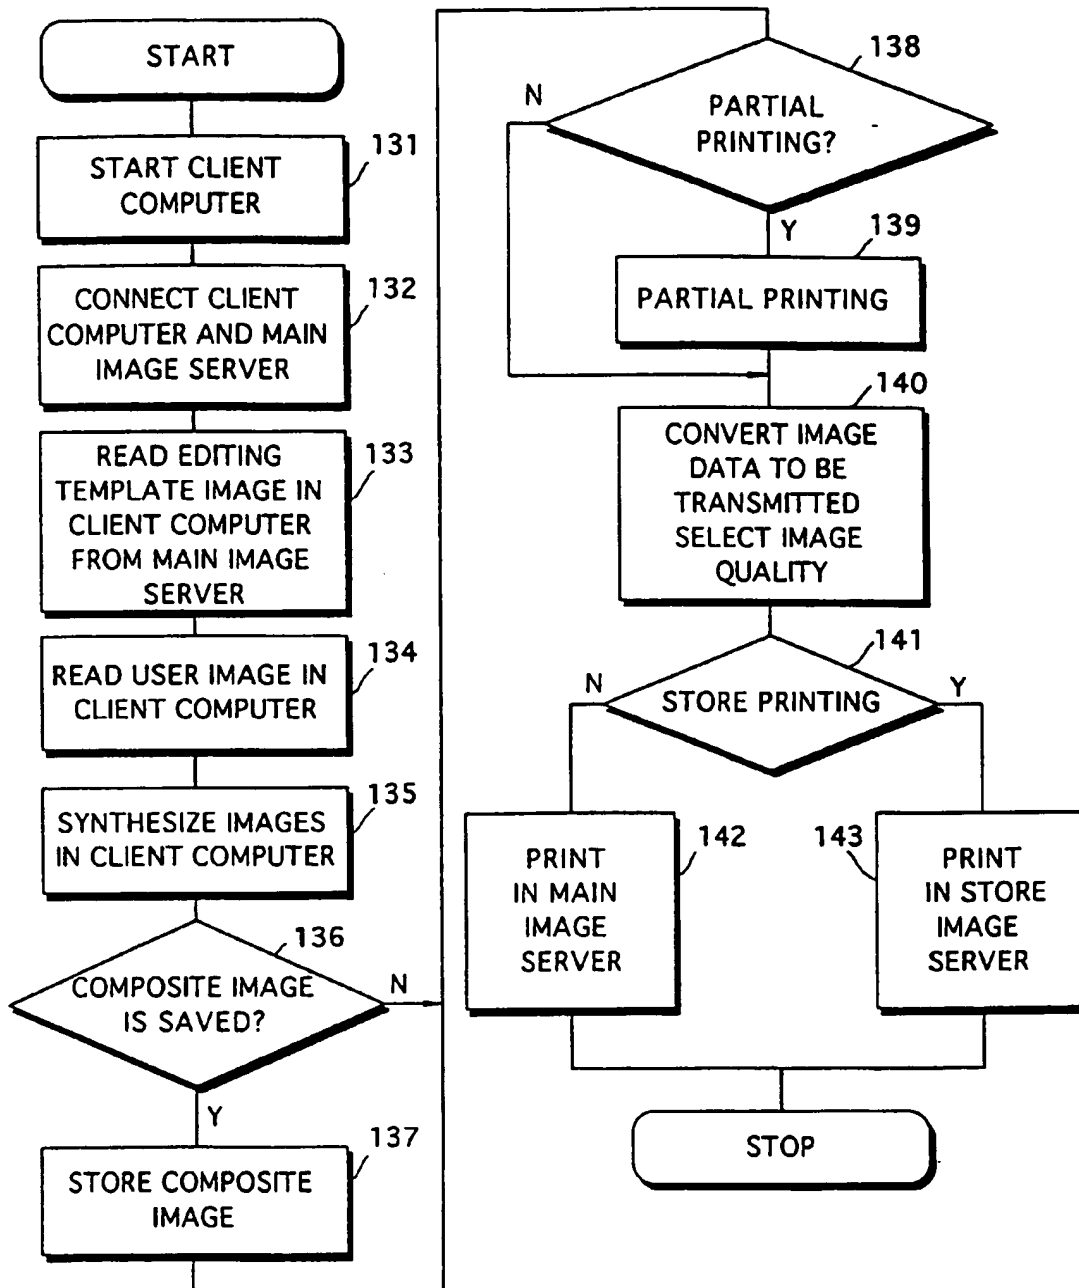 START
131
START CLIENT
COMPUTER
132
CONNECT CLIENT
COMPUTER AND MAIN
IMAGE SERVER
133
READ EDITING
TEMPLATE IMAGE IN
CLIENT COMPUTER
FROM MAIN IMAGE
SERVER
134
READ USER IMAGE IN
CLIENT COMPUTER
135
SYNTHESIZE IMAGES
IN CLIENT COMPUTER
136
COMPOSITE IMAGE
IS SAVED?
N
Y
137
STORE COMPOSITE
IMAGE
138
PARTIAL
PRINTING?
N
Y
139
PARTIAL PRINTING
140
CONVERT IMAGE
DATA TO BE
TRANSMITTED
SELECT IMAGE
QUALITY
141
STORE PRINTING
N
Y
142
PRINT
IN MAIN
IMAGE
SERVER
143
PRINT
IN STORE
IMAGE
SERVER
STOP